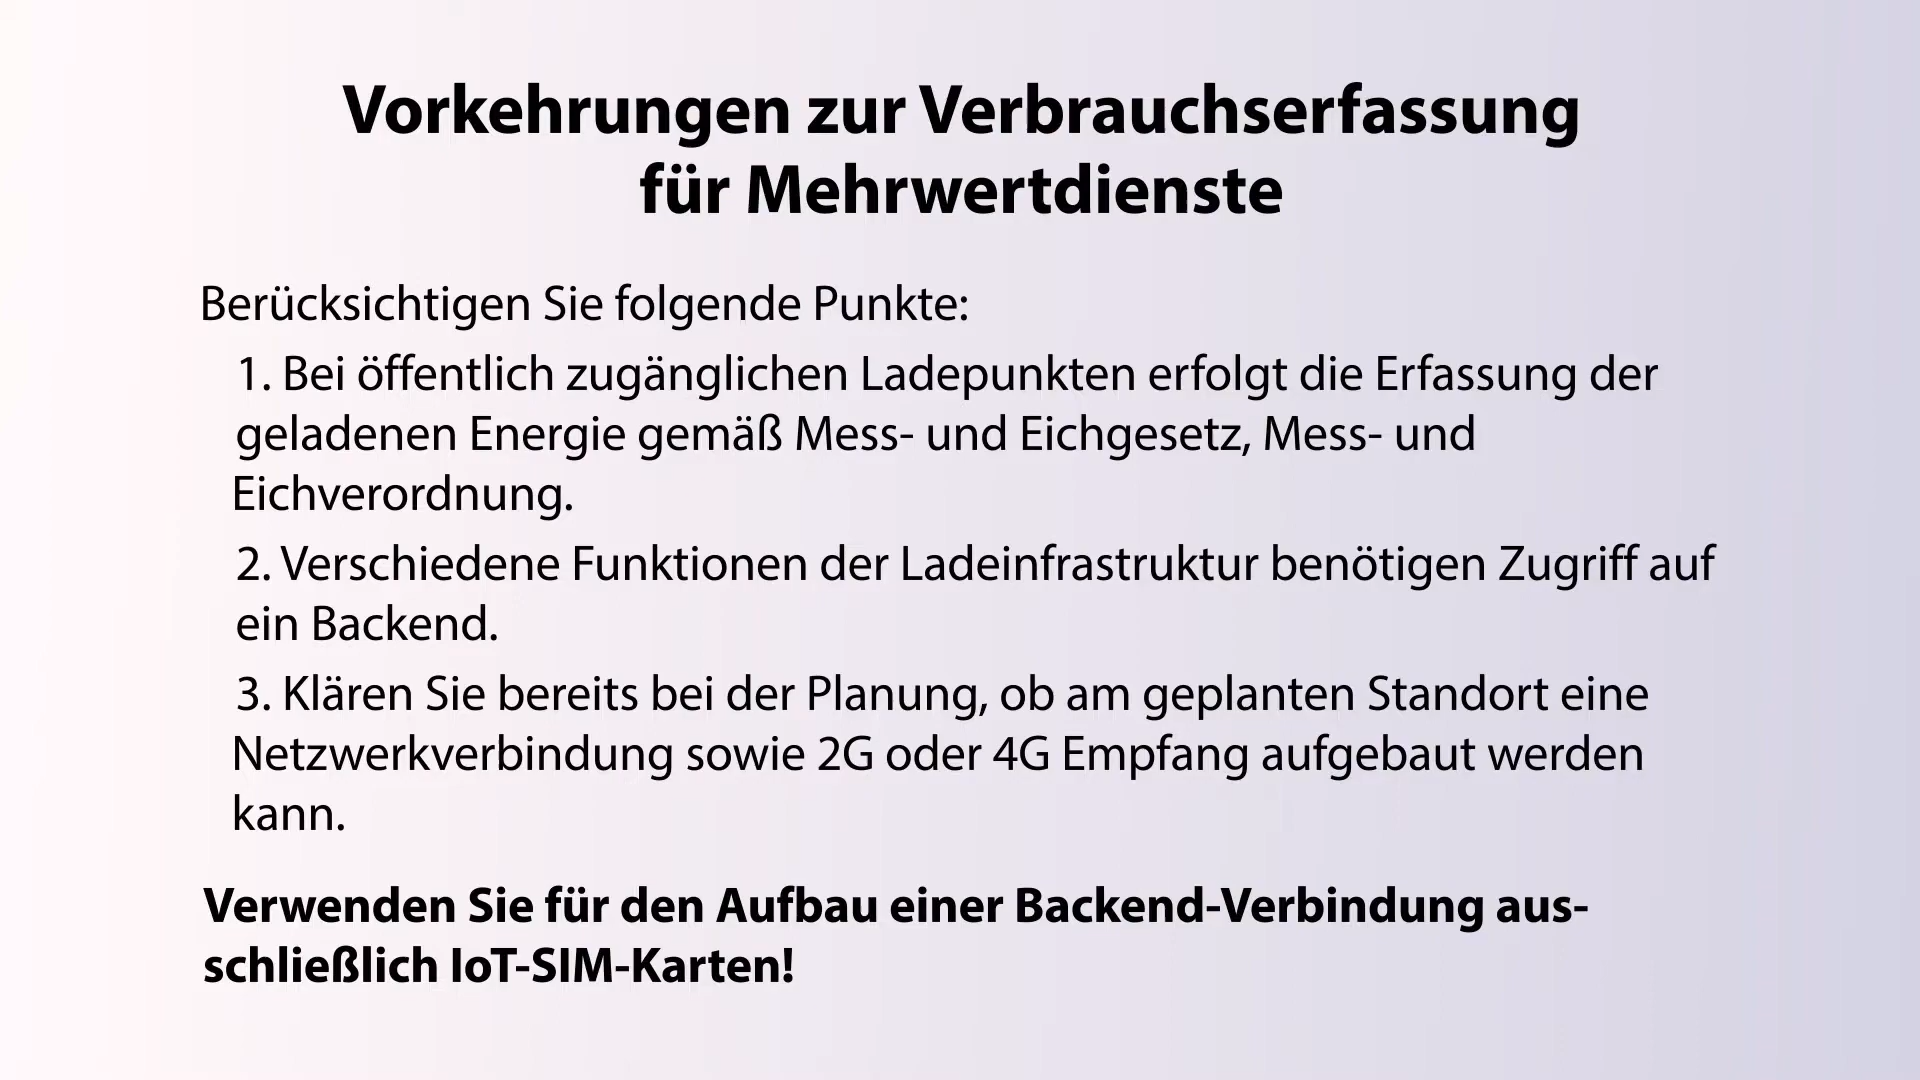 Vorkehrungen zur Verbrauchserfassung
für Mehrwertdienste
Berücksichtigen Sie folgende Punkte:
1. Bei öffentlich zugänglichen Ladepunkten erfolgt die Erfassung der
geladenen Energie gemäß Mess- und Eichgesetz, Mess- und
Eichverordnung.
2. Verschiedene Funktionen der Ladeinfrastruktur benötigen Zugriff auf
ein Backend.
3. Klären Sie bereits bei der Planung, ob am geplanten Standort eine
Netzwerkverbindung sowie 2G oder 4G Empfang aufgebaut werden
kann.
Verwenden Sie für den Aufbau einer Backend-Verbindung aus-
schließlich IoT-SIM-Karten!